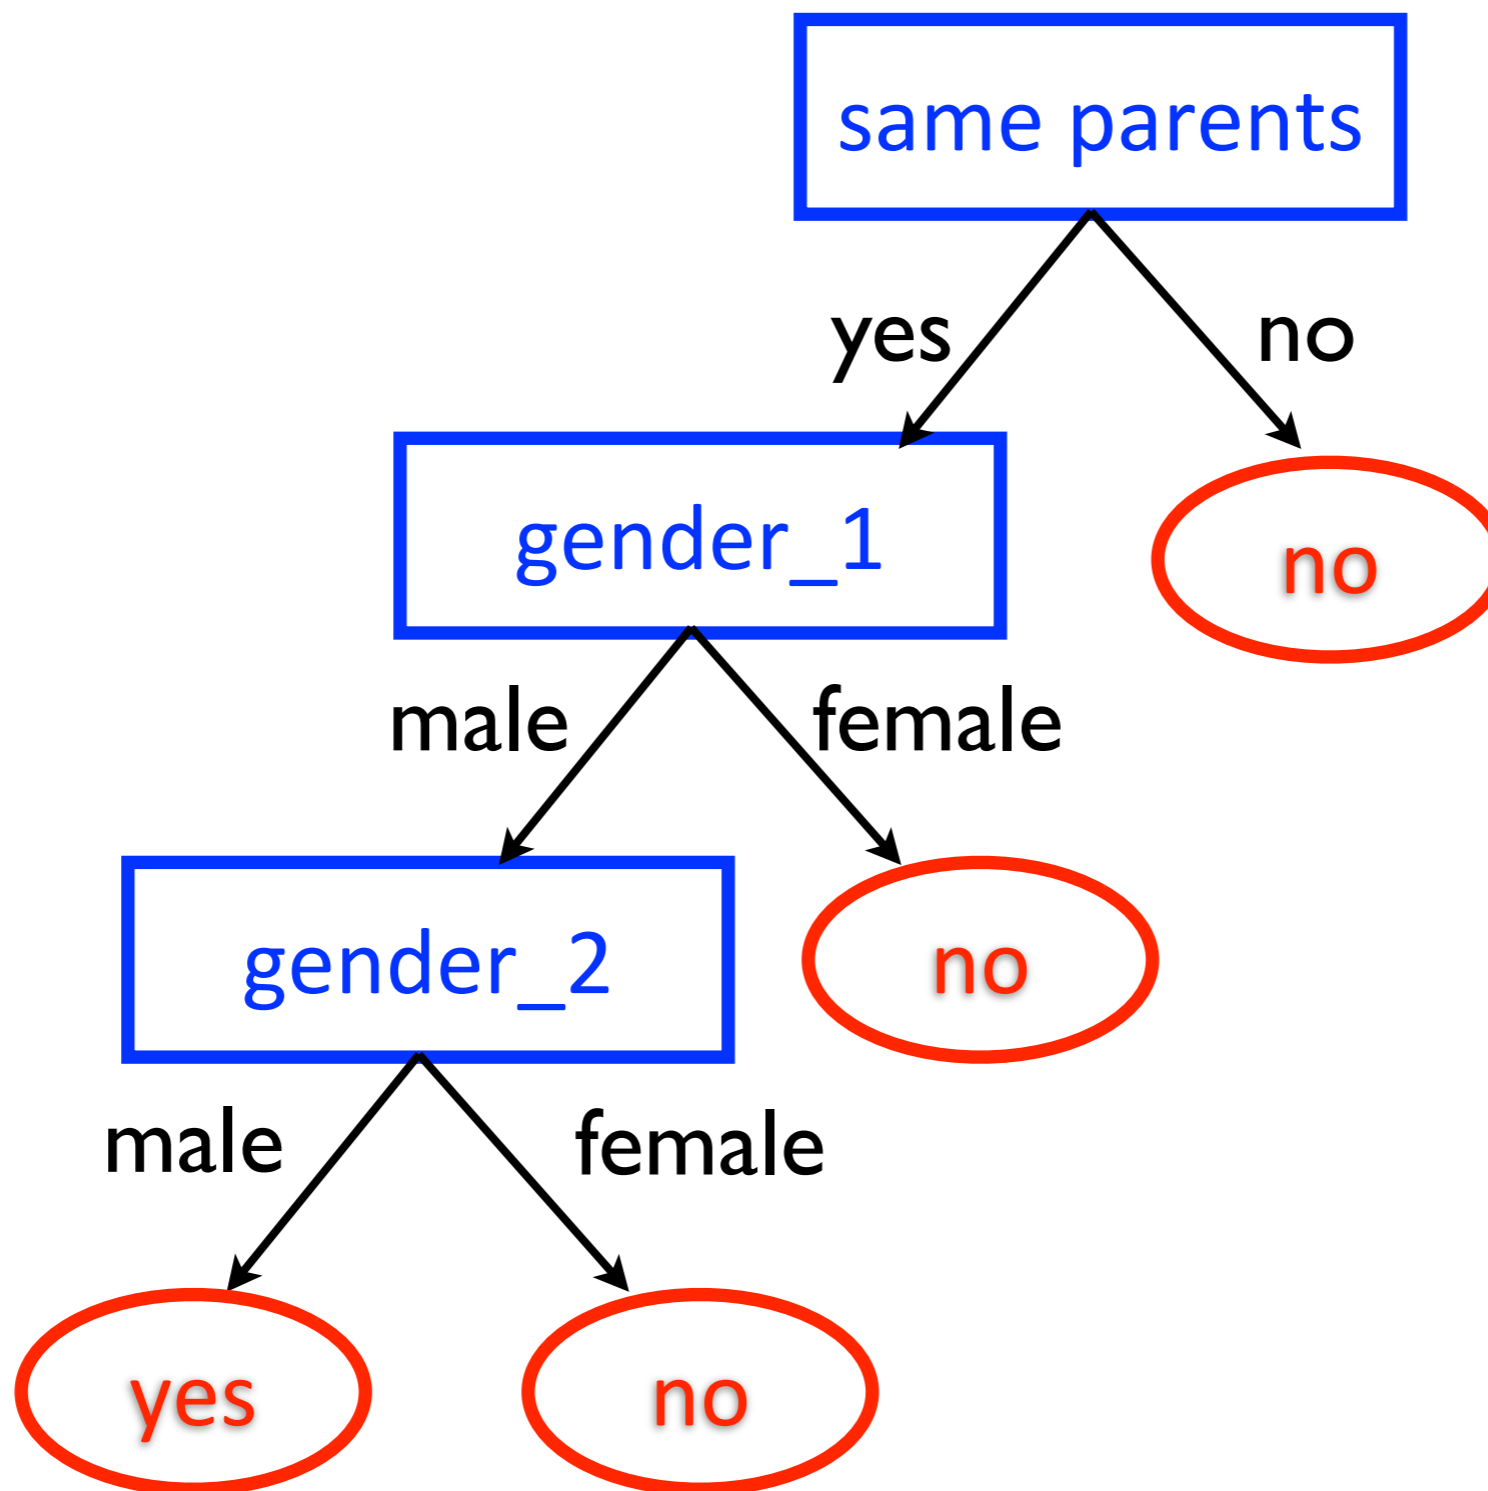 same parents
yes
no
gender_1
no
male
female
gender_2
no
male
female
yes
no